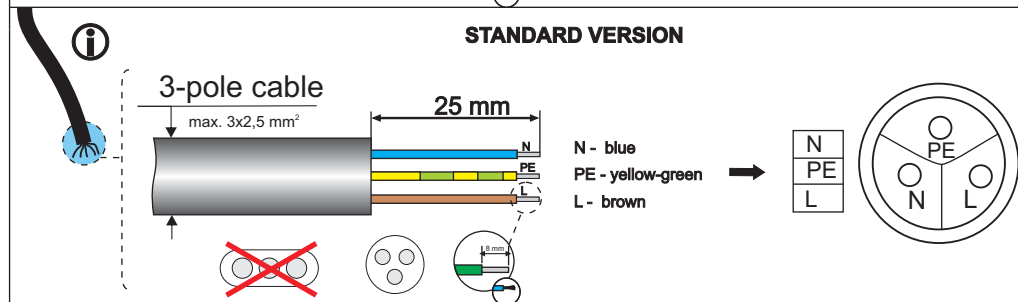 STANDARD VERSION
3-pole cable
max. 3x2,5 mm²
25 mm
N
PE
L
N - blue
PE - yellow-green
L - brown
N
PE
L
PE
N
L
8 mm